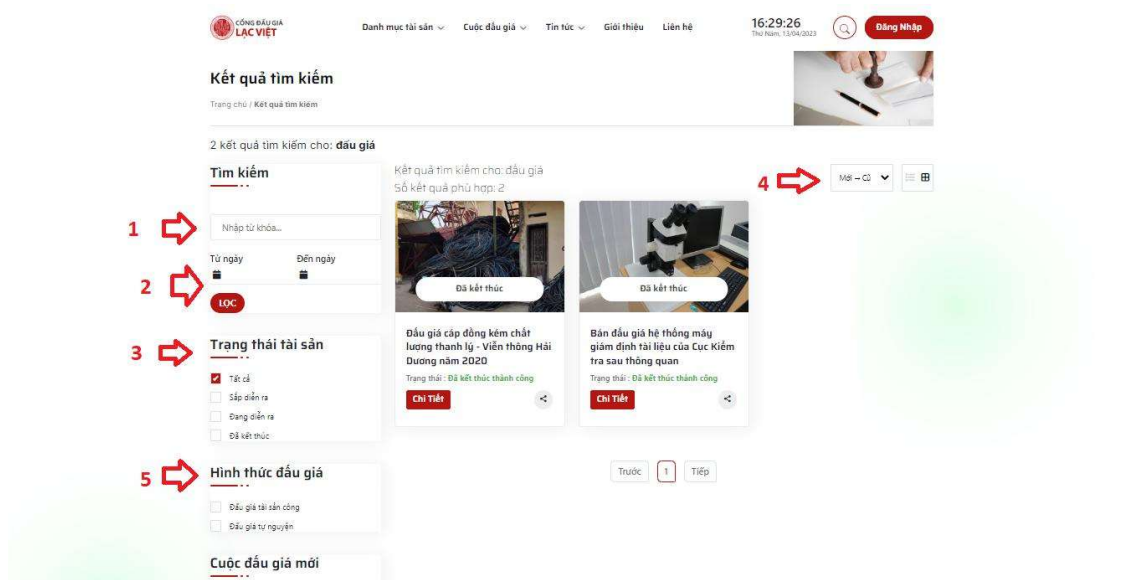 CỔNG ĐẤU GIÁ
LẠC VIỆT
Danh mục tài sản
Cuộc đấu giá
Tin tức
Giới thiệu
Liên hệ
16:29:26
Thứ Năm, 13/04/2023
Đăng Nhập
Kết quả tìm kiếm
Trang chủ / Kết quả tìm kiếm
2 kết quả tìm kiếm cho: đấu giá
Tìm kiếm
1
Nhập từ khóa...
2
Từ ngày
Đến ngày
LỌC
3
Trạng thái tài sản
Tất cả
Sắp diễn ra
Đang diễn ra
Đã kết thúc
5
Hình thức đấu giá
Đấu giá tài sản công
Đấu giá tự nguyện
Cuộc đấu giá mới
Kết quả tìm kiếm cho: đấu giá
Số kết quả phù hợp: 2
4
Mới → Cũ
Đã kết thúc
Đấu giá cáp đồng kém chất
lượng thanh lý - Viễn thông Hải
Dương năm 2020
Trạng thái : Đã kết thúc thành công
Chi Tiết
Đã kết thúc
Bán đấu giá hệ thống máy
giám định tài liệu của Cục Kiểm
tra sau thông quan
Trạng thái : Đã kết thúc thành công
Chi Tiết
Trước
1
Tiếp